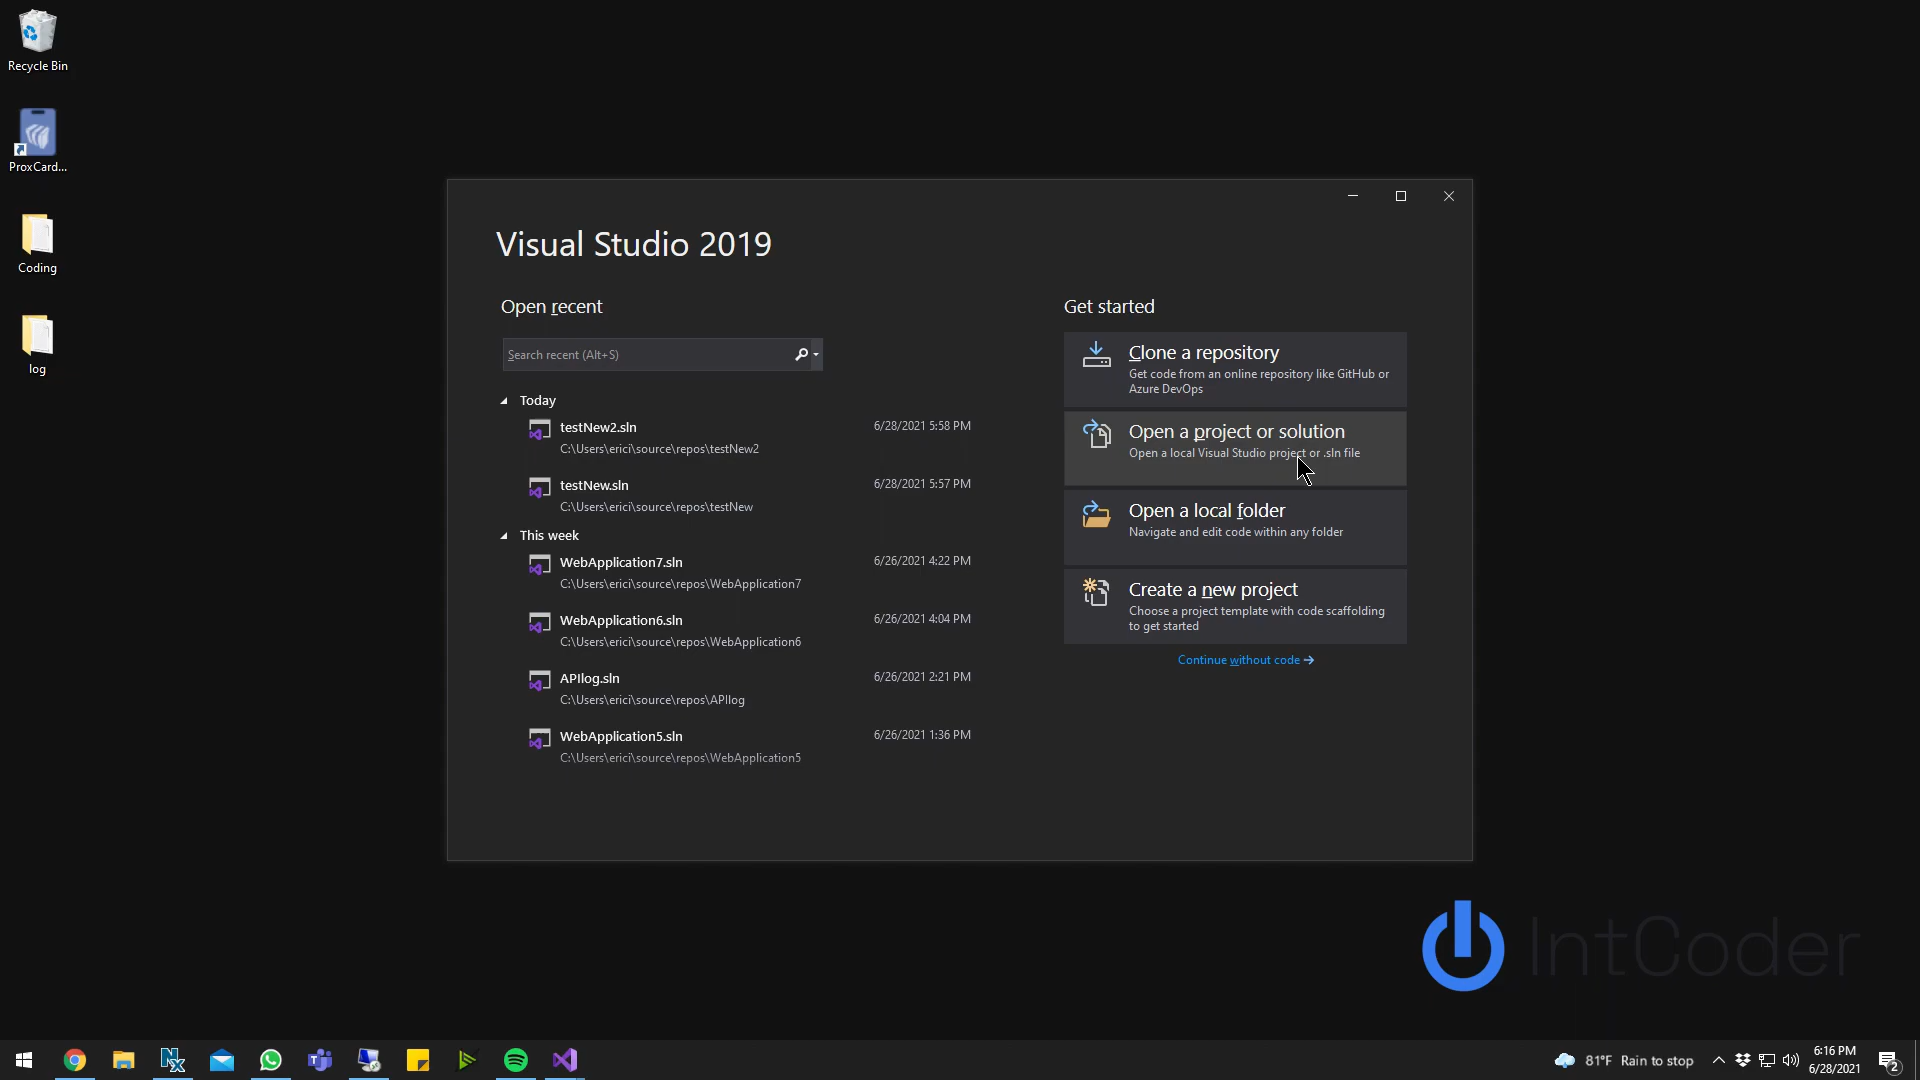 Recycle Bin
ProxCard...
Coding
log
Visual Studio 2019
Open recent
Search recent (Alt+S)
Today
testNew2.sln 6/28/2021 5:58 PM
C:\Users\erici\source\repos\testNew2
testNew.sln 6/28/2021 5:57 PM
C:\Users\erici\source\repos\testNew
This week
WebApplication7.sln 6/26/2021 4:22 PM
C:\Users\erici\source\repos\WebApplication7
WebApplication6.sln 6/26/2021 4:04 PM
C:\Users\erici\source\repos\WebApplication6
APIlog.sln 6/26/2021 2:21 PM
C:\Users\erici\source\repos\APIlog
WebApplication5.sln 6/26/2021 1:36 PM
C:\Users\erici\source\repos\WebApplication5
Get started
Clone a repository
Get code from an online repository like GitHub or
Azure DevOps
Open a project or solution
Open a local Visual Studio project or .sln file
Open a local folder
Navigate and edit code within any folder
Create a new project
Choose a project template with code scaffolding
to get started
Continue without code →
IntCoder
81°F Rain to stop
6:16 PM
6/28/2021
2